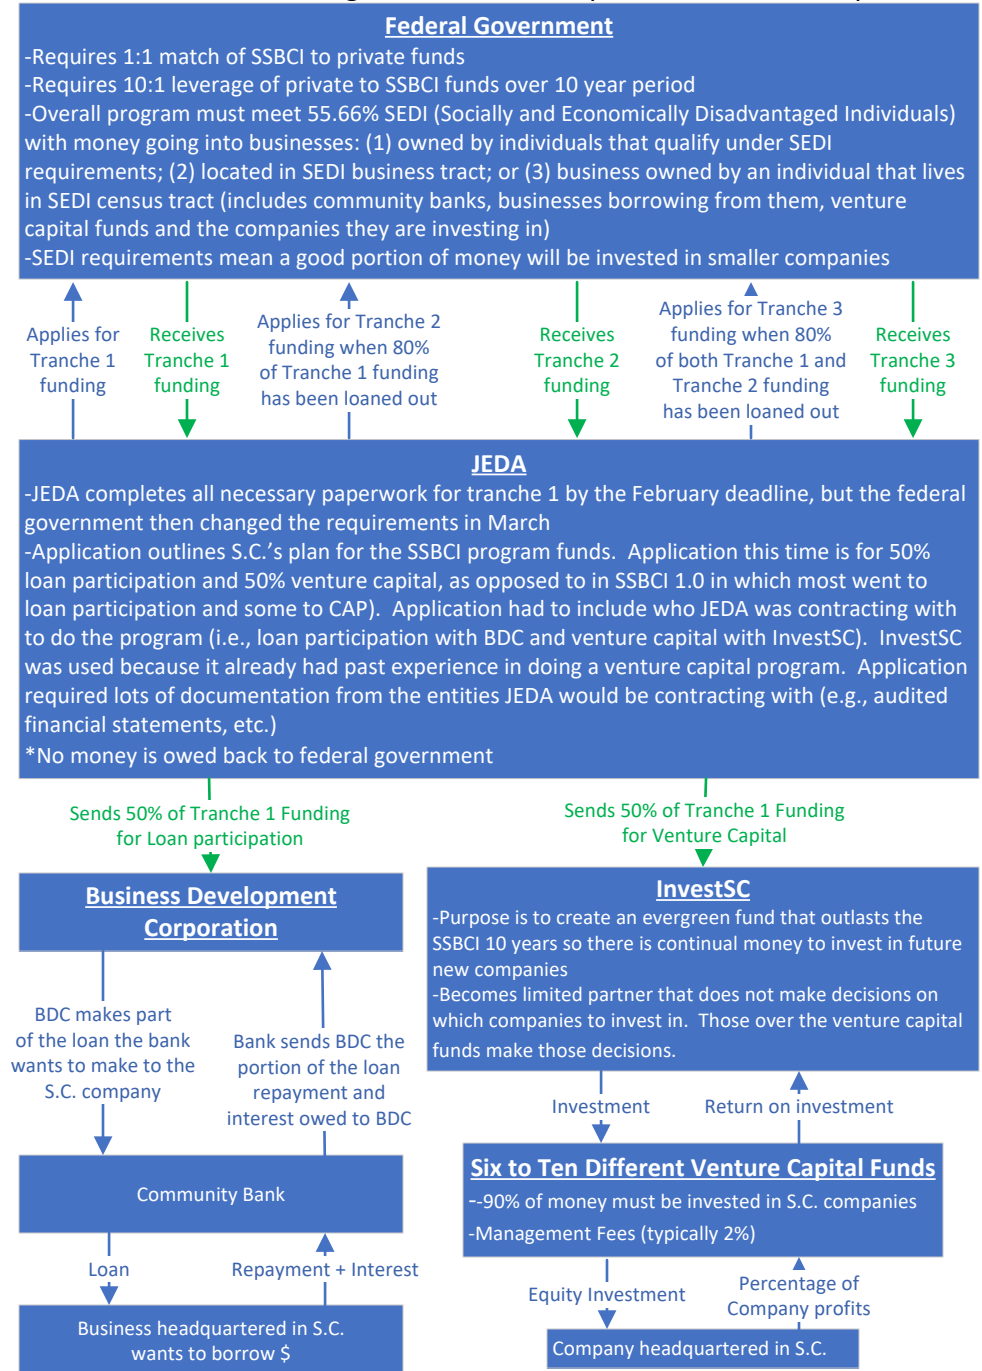 Federal Government
-Requires 1:1 match of SSBCI to private funds
-Requires 10:1 leverage of private to SSBCI funds over 10 year period
-Overall program must meet 55.66% SEDI (Socially and Economically Disadvantaged Individuals)
with money going into businesses: (1) owned by individuals that qualify under SEDI
requirements; (2) located in SEDI business tract; or (3) business owned by an individual that lives
in SEDI census tract (includes community banks, businesses borrowing from them, venture
capital funds and the companies they are investing in)
-SEDI requirements mean a good portion of money will be invested in smaller companies
Applies for
Tranche 1
funding
Receives
Tranche 1
funding
Applies for Tranche 2
funding when 80%
of Tranche 1 funding
has been loaned out
Receives
Tranche 2
funding
Applies for Tranche 3
funding when 80%
of both Tranche 1 and
Tranche 2 funding
has been loaned out
Receives
Tranche 3
funding
JEDA
-JEDA completes all necessary paperwork for tranche 1 by the February deadline, but the federal
government then changed the requirements in March
-Application outlines S.C.'s plan for the SSBCI program funds.  Application this time is for 50%
loan participation and 50% venture capital, as opposed to in SSBCI 1.0 in which most went to
loan participation and some to CAP).  Application had to include who JEDA was contracting with
to do the program (i.e., loan participation with BDC and venture capital with InvestSC).  InvestSC
was used because it already had past experience in doing a venture capital program.  Application
required lots of documentation from the entities JEDA would be contracting with (e.g., audited
financial statements, etc.)
*No money is owed back to federal government
Sends 50% of Tranche 1 Funding
for Loan participation
Sends 50% of Tranche 1 Funding
for Venture Capital
Business Development
Corporation
BDC makes part
of the loan the bank
wants to make to the
S.C. company
Bank sends BDC the
portion of the loan
repayment and
interest owed to BDC
Community Bank
Loan
Repayment + Interest
Business headquartered in S.C.
wants to borrow $
InvestSC
-Purpose is to create an evergreen fund that outlasts the
SSBCI 10 years so there is continual money to invest in future
new companies
-Becomes limited partner that does not make decisions on
which companies to invest in.  Those over the venture capital
funds make those decisions.
Investment
Return on investment
Six to Ten Different Venture Capital Funds
--90% of money must be invested in S.C. companies
-Management Fees (typically 2%)
Equity Investment
Percentage of
Company profits
Company headquartered in S.C.